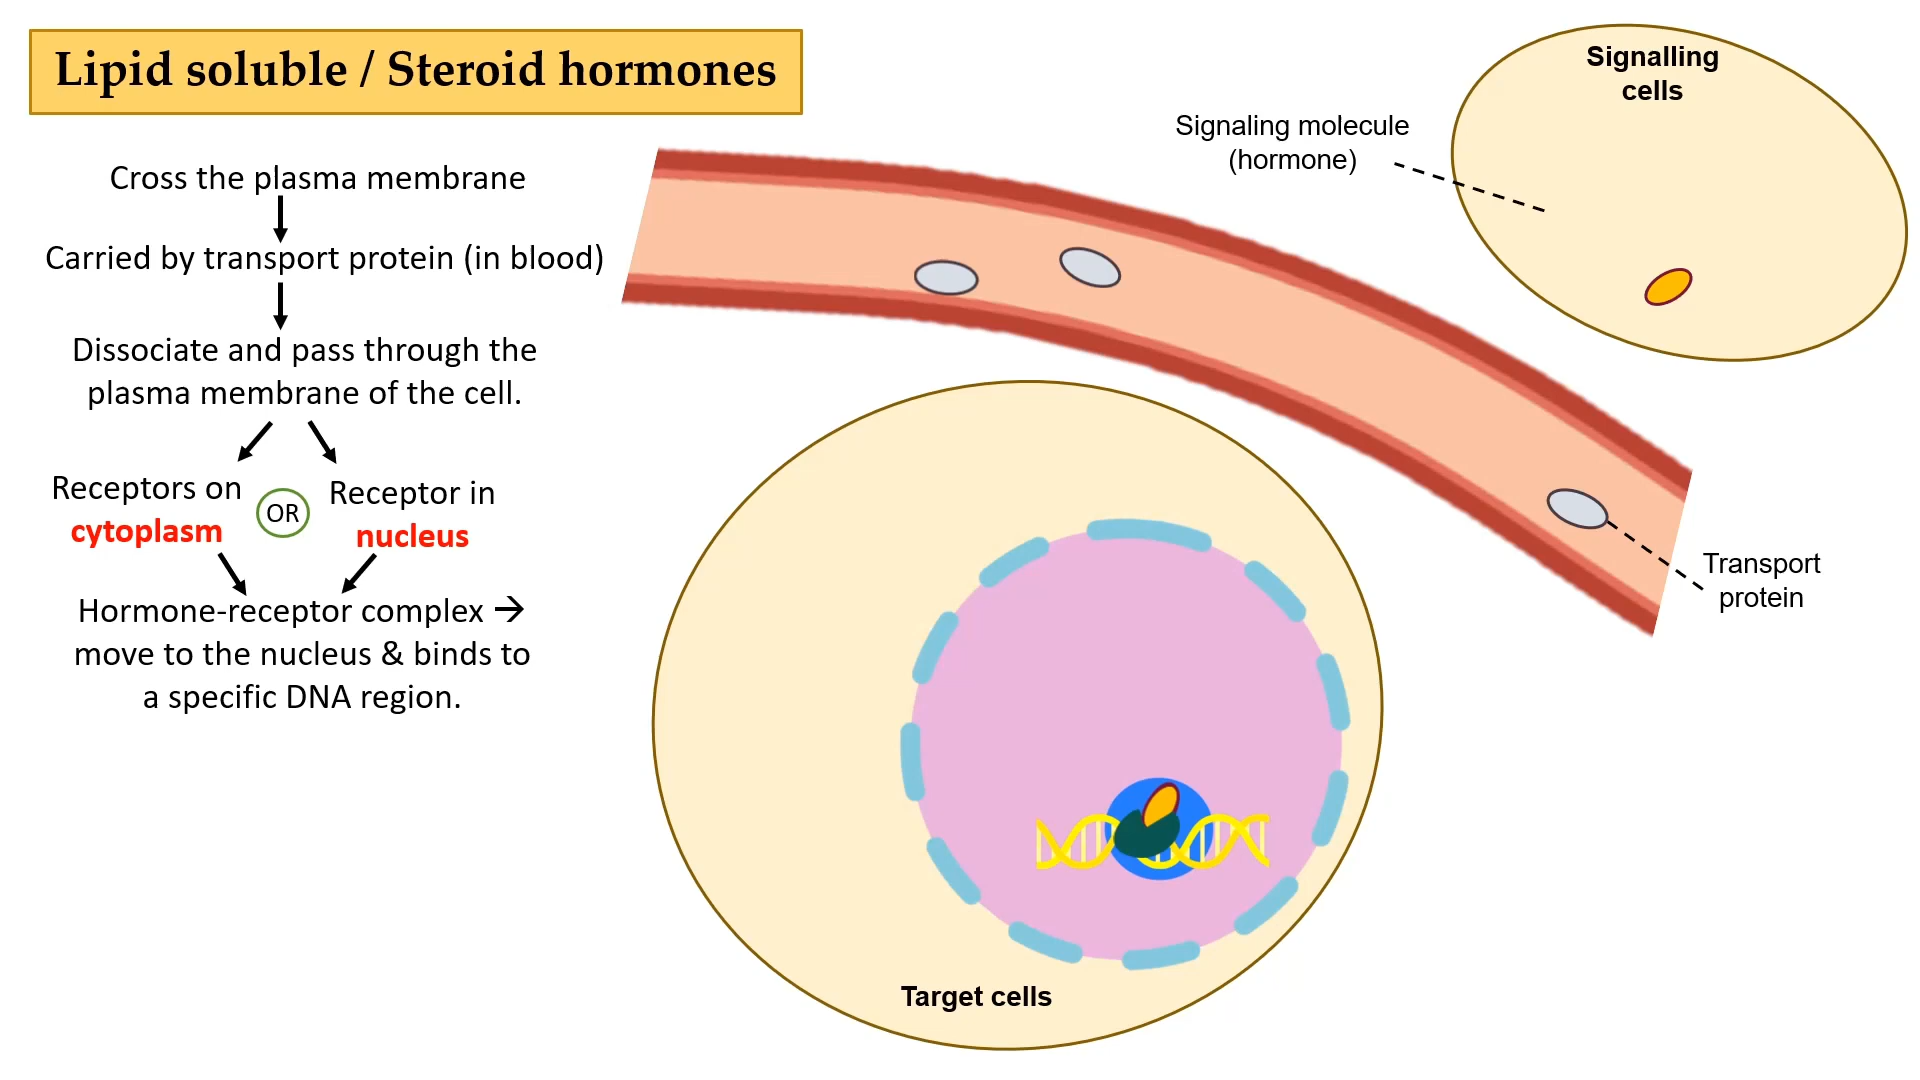 Lipid soluble / Steroid hormones
Cross the plasma membrane
Carried by transport protein (in blood)
Dissociate and pass through the
plasma membrane of the cell.
Receptors on
cytoplasm
OR
Receptor in
nucleus
Hormone-receptor complex →
move to the nucleus & binds to
a specific DNA region.
Signalling
cells
Signaling molecule
(hormone)
Transport
protein
Target cells